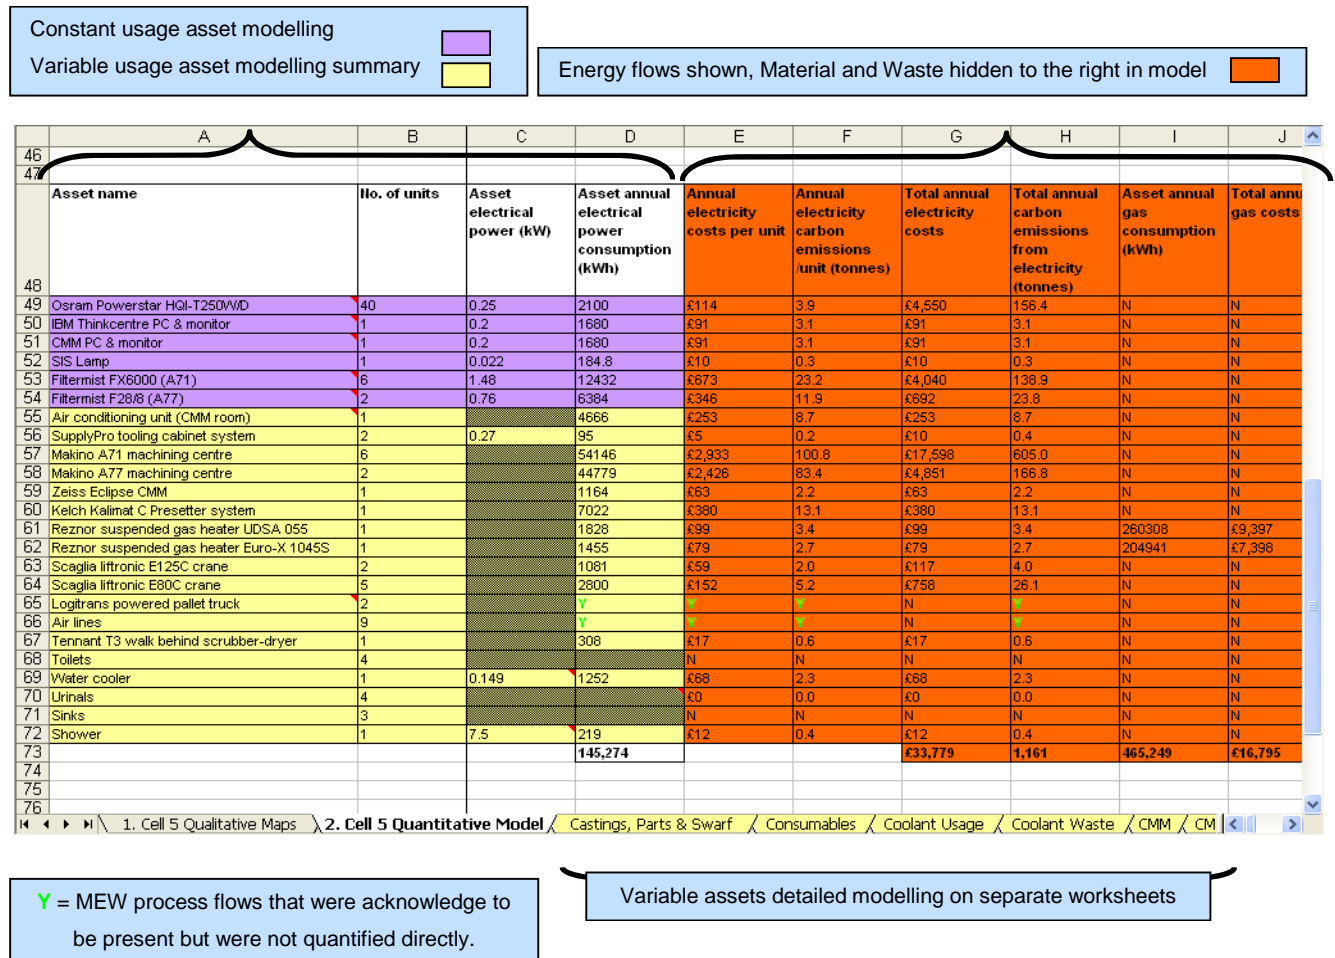 Constant usage asset modelling
Variable usage asset modelling summary
Energy flows shown, Material and Waste hidden to the right in model
A B C D E F G H I J
46
47
48 Asset name No. of units Asset electrical power (kW) Asset annual electrical power consumption (kWh) Annual electricity costs per unit Annual electricity carbon emissions /unit (tonnes) Total annual electricity costs Total annual carbon emissions from electricity (tonnes) Asset annual gas consumption (kWh) Total annu gas costs
49 Osram Powerstar HQI-T250W/D 40 0.25 2100 £114 3.9 £4,550 156.4 N N
50 IBM Thinkcentre PC & monitor 1 0.2 1680 £91 3.1 £91 3.1 N N
51 CMM PC & monitor 1 0.2 1680 £91 3.1 £91 3.1 N N
52 SIS Lamp 1 0.022 184.8 £10 0.3 £10 0.3 N N
53 Filtermist FX6000 (A71) 6 1.48 12432 £673 23.2 £4,040 138.9 N N
54 Filtermist F28/8 (A77) 2 0.76 6384 £346 11.9 £692 23.8 N N
55 Air conditioning unit (CMM room) 1 4666 £253 8.7 £253 8.7 N N
56 SupplyPro tooling cabinet system 2 0.27 95 £5 0.2 £10 0.4 N N
57 Makino A71 machining centre 6 54146 £2,933 100.8 £17,598 605.0 N N
58 Makino A77 machining centre 2 44779 £2,426 83.4 £4,851 166.8 N N
59 Zeiss Eclipse CMM 1 1164 £63 2.2 £63 2.2 N N
60 Kelch Kalimat C Presetter system 1 7022 £380 13.1 £380 13.1 N N
61 Reznor suspended gas heater UDSA 055 1 1828 £99 3.4 £99 3.4 260308 £9,397
62 Reznor suspended gas heater Euro-X 1045S 1 1455 £79 2.7 £79 2.7 204941 £7,398
63 Scaglia liftronic E125C crane 2 1081 £59 2.0 £117 4.0 N N
64 Scaglia liftronic E80C crane 5 2800 £152 5.2 £758 26.1 N N
65 Logitrans powered pallet truck 2 Y Y Y N Y N N
66 Air lines 9 Y Y Y N Y N N
67 Tennant T3 walk behind scrubber-dryer 1 308 £17 0.6 £17 0.6 N N
68 Toilets 4 N N N N N N
69 Water cooler 1 0.149 1252 £68 2.3 £68 2.3 N N
70 Urinals 4 £0 0.0 £0 0.0 N N
71 Sinks 3 N N N N N N
72 Shower 1 7.5 219 £12 0.4 £12 0.4 N N
73 145,274 £33,779 1,161 465,249 £16,795
74
75
76
1. Cell 5 Qualitative Maps 2. Cell 5 Quantitative Model Castings, Parts & Swarf Consumables Coolant Usage Coolant Waste CMM CM
Y = MEW process flows that were acknowledge to
be present but were not quantified directly.
Variable assets detailed modelling on separate worksheets